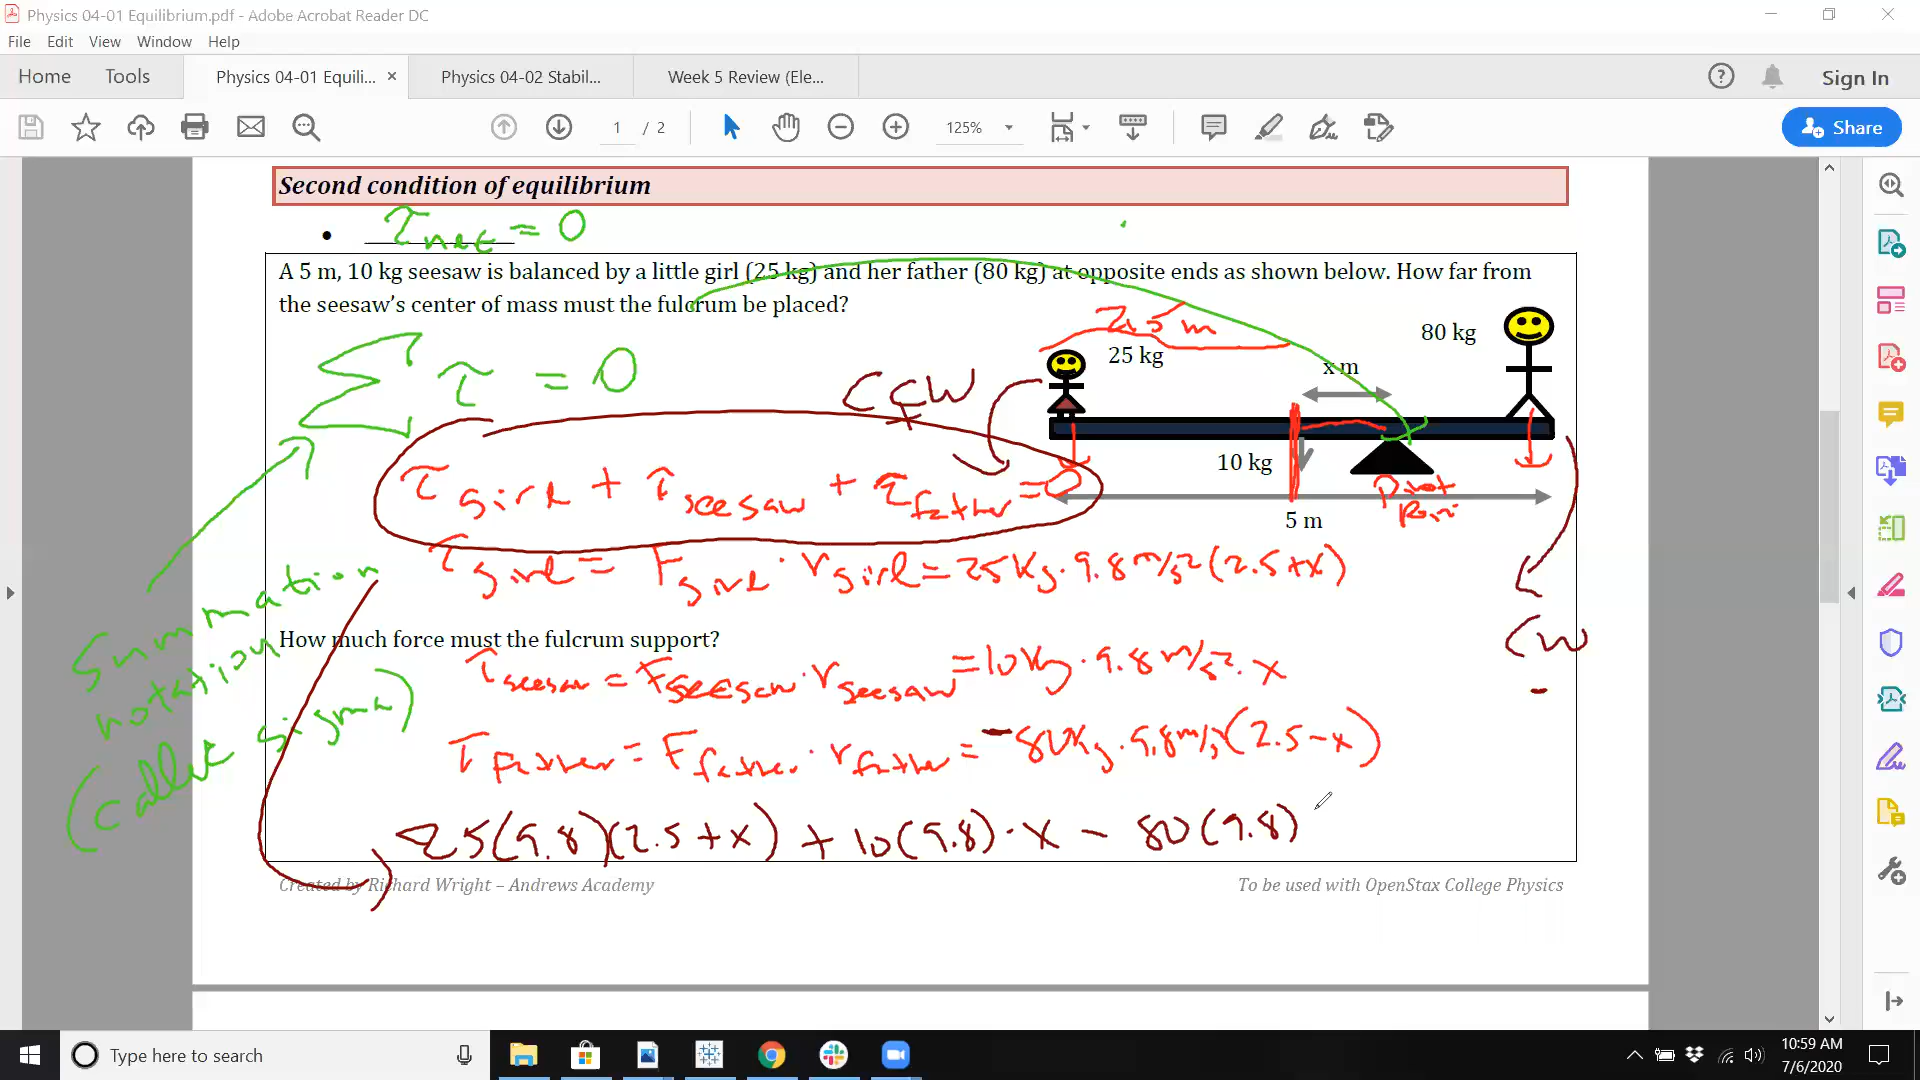 Physics 04-01 Equilibrium.pdf - Adobe Acrobat Reader DC
File Edit View Window Help
Home Tools Physics 04-01 Equili... × Physics 04-02 Stabil... Week 5 Review (Ele... Sign In
1 / 2 125% Share
Second condition of equilibrium
• τnet = 0
A 5 m, 10 kg seesaw is balanced by a little girl (25 kg) and her father (80 kg) at opposite ends as shown below. How far from
the seesaw's center of mass must the fulcrum be placed?
2.5 m
80 kg
25 kg
x m
Σ τ = 0
CCW
10 kg
τgirl + τseesaw + τfather = 0
Pivot
5 m
τgirl = Fgirl · rgirl = 25 Kg · 9.8 m/s² (2.5 + x)
Summation
notation
(called sigma)
CW
-
How much force must the fulcrum support?
τseesaw = Fseesaw · rseesaw = 10 Kg · 9.8 m/s² · x
τfather = Ffather · rfather = -80 Kg · 9.8 m/s (2.5 - x)
25(9.8)(2.5 + x) + 10(9.8) · x - 80(9.8)
Created by Richard Wright – Andrews Academy
To be used with OpenStax College Physics
Type here to search
10:59 AM
7/6/2020